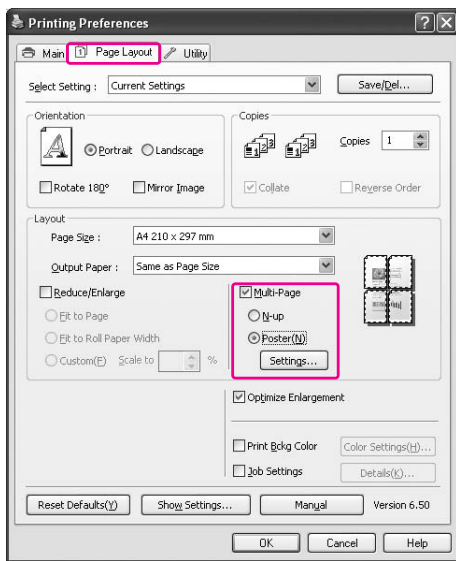 Printing Preferences
Main Page Layout Utility
Select Setting : Current Settings Save/Del...
Orientation
Portrait Landscape
Rotate 180° Mirror Image
Copies
Copies 1
Collate Reverse Order
Layout
Page Size : A4 210 x 297 mm
Output Paper : Same as Page Size
Reduce/Enlarge
Fit to Page
Fit to Roll Paper Width
Custom(F) Scale to %
Multi-Page
N-up
Poster(N)
Settings...
Optimize Enlargement
Print Bckg Color Color Settings(H)...
Job Settings Details(K)...
Reset Defaults(Y) Show Settings... Manual Version 6.50
OK Cancel Help